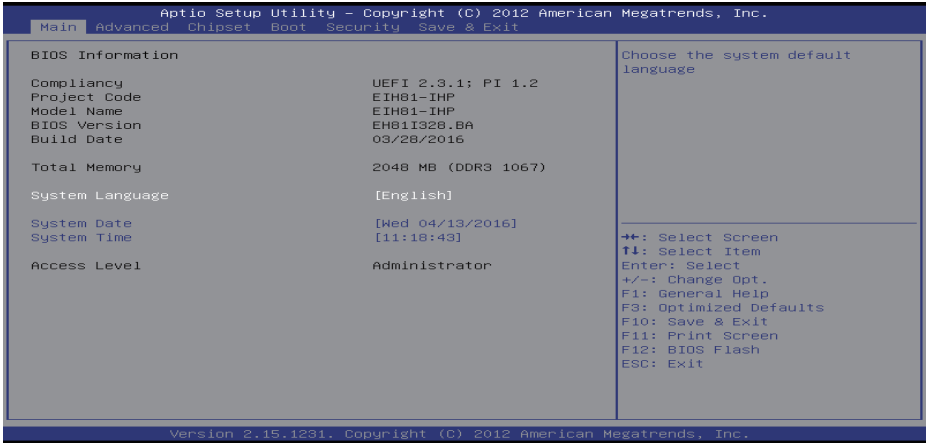 Aptio Setup Utility – Copyright (C) 2012 American Megatrends, Inc.
Main Advanced Chipset Boot Security Save & Exit
BIOS Information
Compliancy UEFI 2.3.1; PI 1.2
Project Code EIH81-IHP
Model Name EIH81-IHP
BIOS Version EH81I328.BA
Build Date 03/28/2016
Total Memory 2048 MB (DDR3 1067)
System Language [English]
System Date [Wed 04/13/2016]
System Time [11:18:43]
Access Level Administrator
Choose the system default
language
→←: Select Screen
↑↓: Select Item
Enter: Select
+/-: Change Opt.
F1: General Help
F3: Optimized Defaults
F10: Save & Exit
F11: Print Screen
F12: BIOS Flash
ESC: Exit
Version 2.15.1231. Copyright (C) 2012 American Megatrends, Inc.